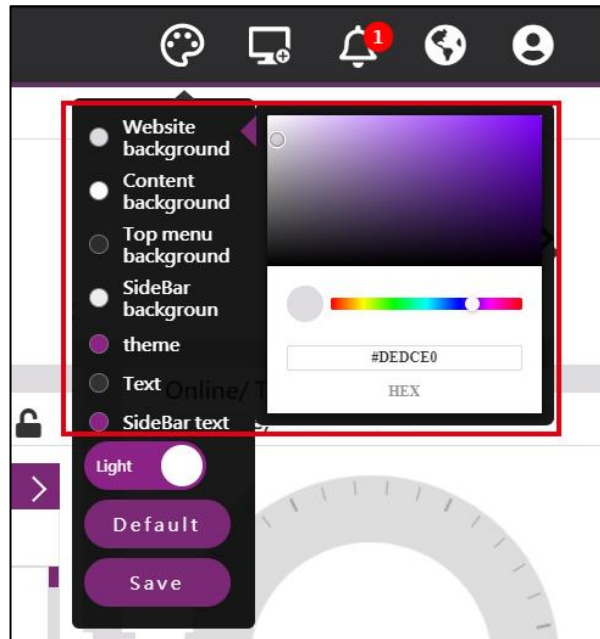 1
Website
background
Content
background
Top menu
background
SideBar
backgroun
theme
Text
Online/ T
SideBar text
Light
Default
Save
#DEDCE0
HEX